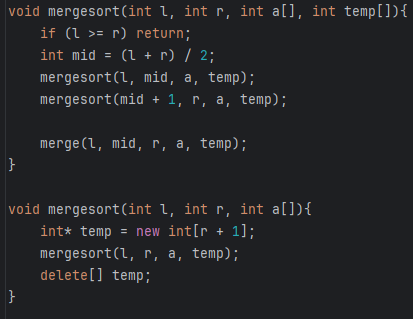 void mergesort(int l, int r, int a[], int temp[]){
    if (l >= r) return;
    int mid = (l + r) / 2;
    mergesort(l, mid, a, temp);
    mergesort(mid + 1, r, a, temp);

    merge(l, mid, r, a, temp);
}

void mergesort(int l, int r, int a[]){
    int* temp = new int[r + 1];
    mergesort(l, r, a, temp);
    delete[] temp;
}